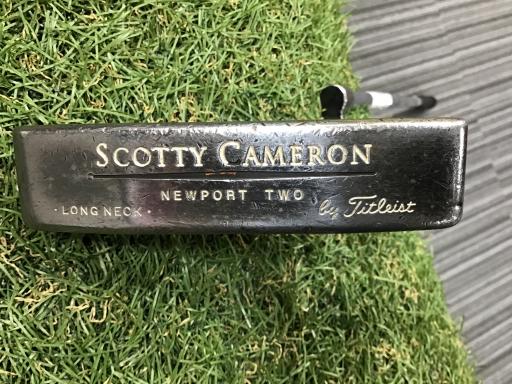 SCOTTY CAMERON
NEWPORT TWO
· LONG NECK ·
by Titleist